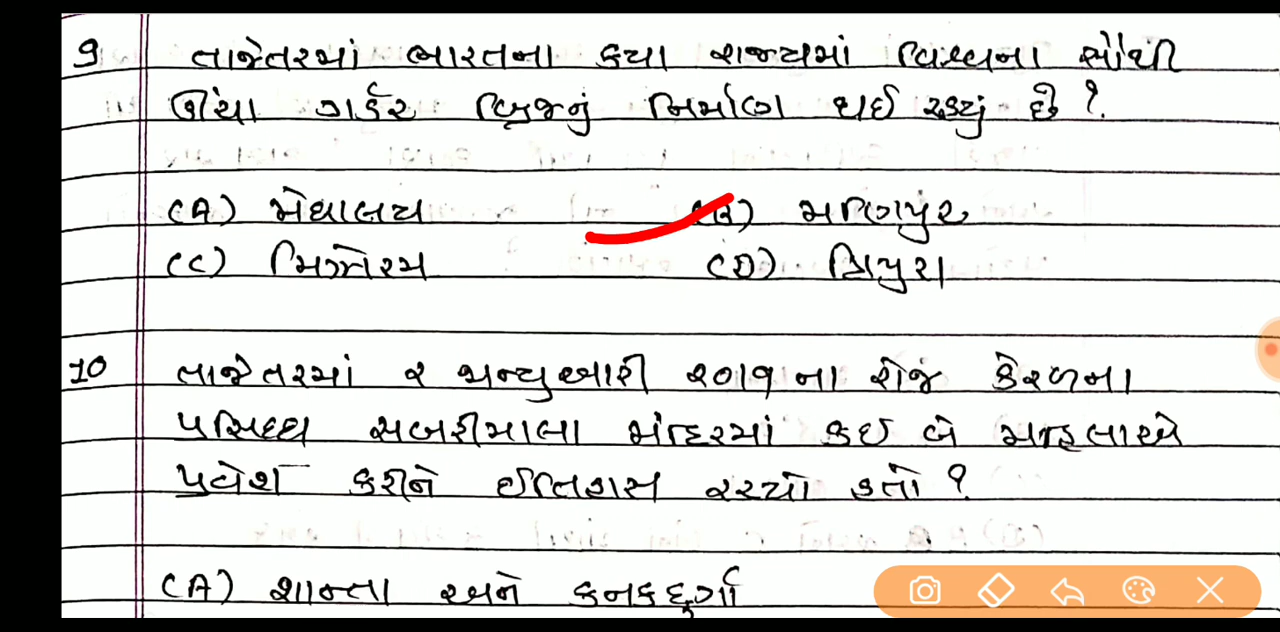 9 તાજેતરમાં ભારતના કયા રાજ્યમાં વિશ્વના સૌથી
ઊંચા ગર્ડર બ્રિજનું નિર્માણ થઈ રહ્યું છે ?
(A) મેઘાલય (B) મણિપુર
(C) મિઝોરમ (D) ત્રિપુરા
10 તાજેતરમાં ૨ જાન્યુઆરી ૨૦૧૭ ના રોજ કેરળના
પ્રસિધ્ધ સબરીમાલા મંદિરમાં કઈ બે મહિલાએ
પ્રવેશ કરીને ઈતિહાસ રચ્યો હતો ?
(A) શાન્તા અને કનકદુર્ગા